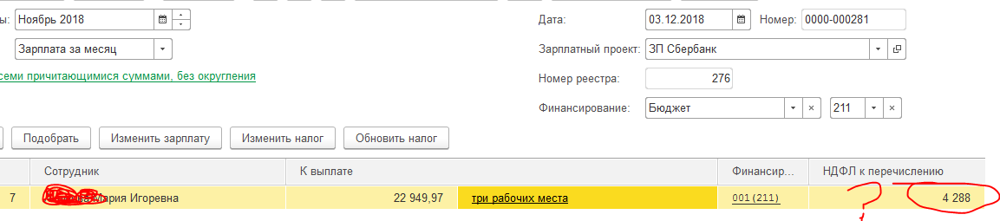 ы: Ноябрь 2018 Дата: 03.12.2018 Номер: 0000-000281
Зарплата за месяц Зарплатный проект: ЗП Сбербанк
семи причитающимися суммами, без округления Номер реестра: 276
Финансирование: Бюджет 211
Подобрать Изменить зарплату Изменить налог Обновить налог
Сотрудник К выплате Финансир... НДФЛ к перечислению
7 Мария Игоревна 22 949,97 три рабочих места 001 (211) ? 4 288